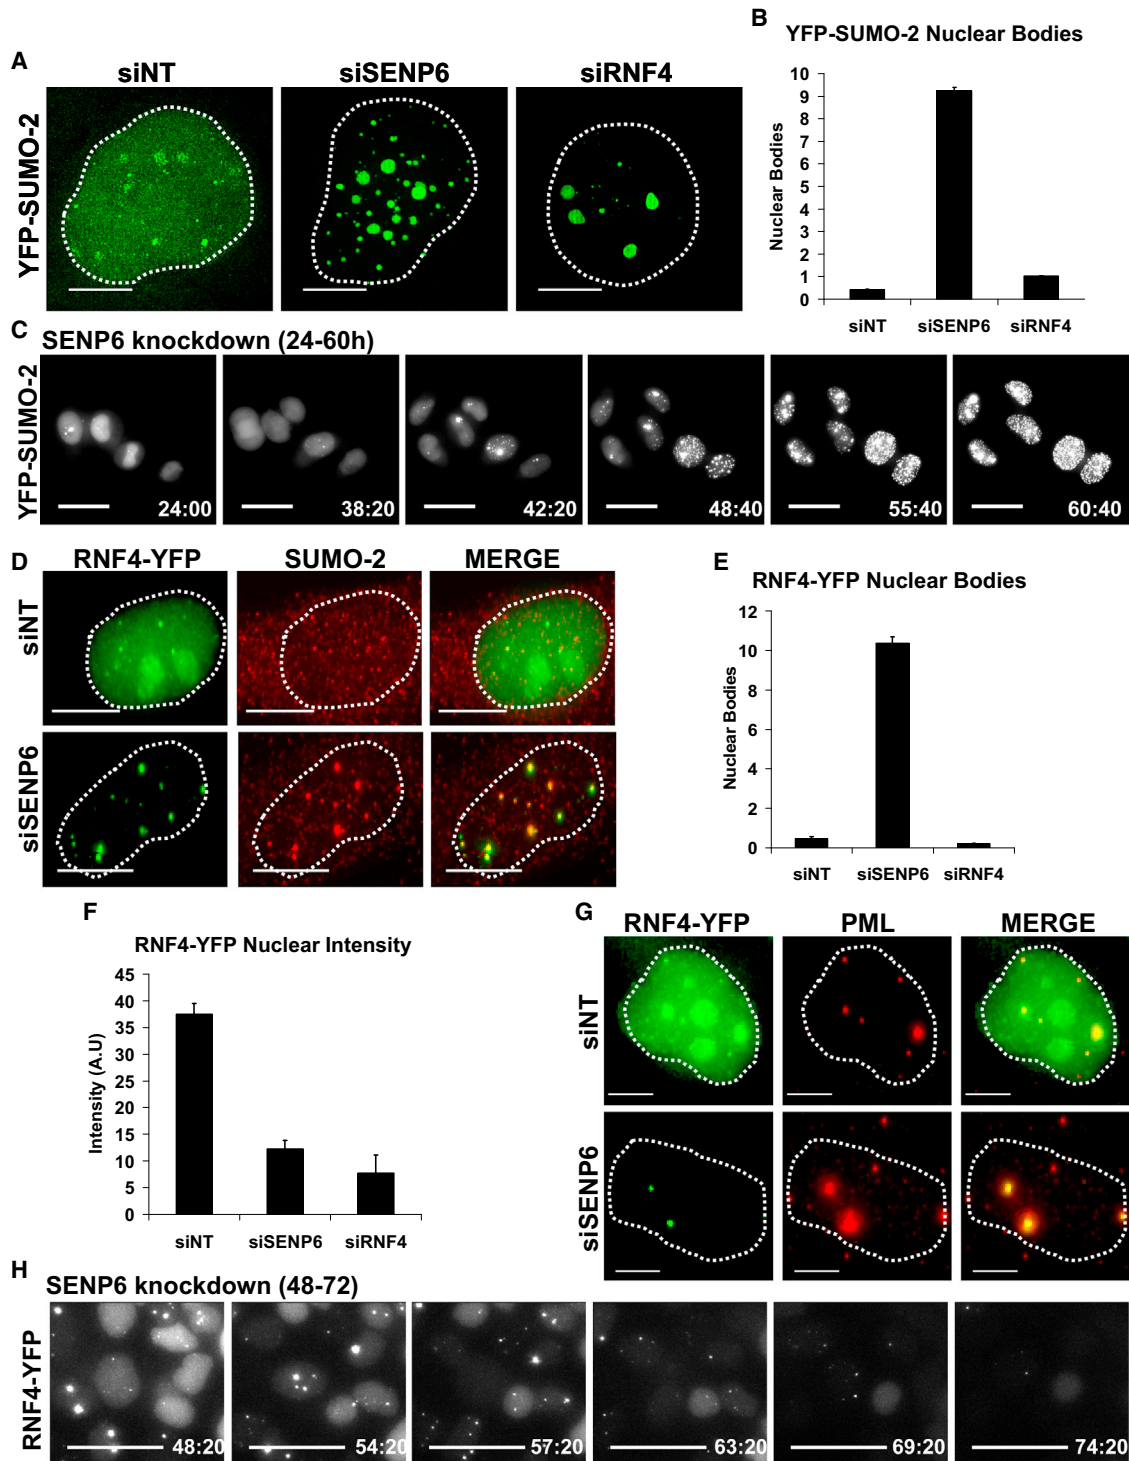 A
siNT
siSENP6
siRNF4
YFP-SUMO-2
B
YFP-SUMO-2 Nuclear Bodies
Nuclear Bodies
10
9
8
7
6
5
4
3
2
1
0
siNT
siSENP6
siRNF4
C
SENP6 knockdown (24-60h)
YFP-SUMO-2
24:00
38:20
42:20
48:40
55:40
60:40
D
RNF4-YFP
SUMO-2
MERGE
siNT
siSENP6
E
RNF4-YFP Nuclear Bodies
Nuclear Bodies
12
10
8
6
4
2
0
siNT
siSENP6
siRNF4
F
RNF4-YFP Nuclear Intensity
Intensity (A.U)
45
40
35
30
25
20
15
10
5
0
siNT
siSENP6
siRNF4
G
RNF4-YFP
PML
MERGE
siNT
siSENP6
H
SENP6 knockdown (48-72)
RNF4-YFP
48:20
54:20
57:20
63:20
69:20
74:20